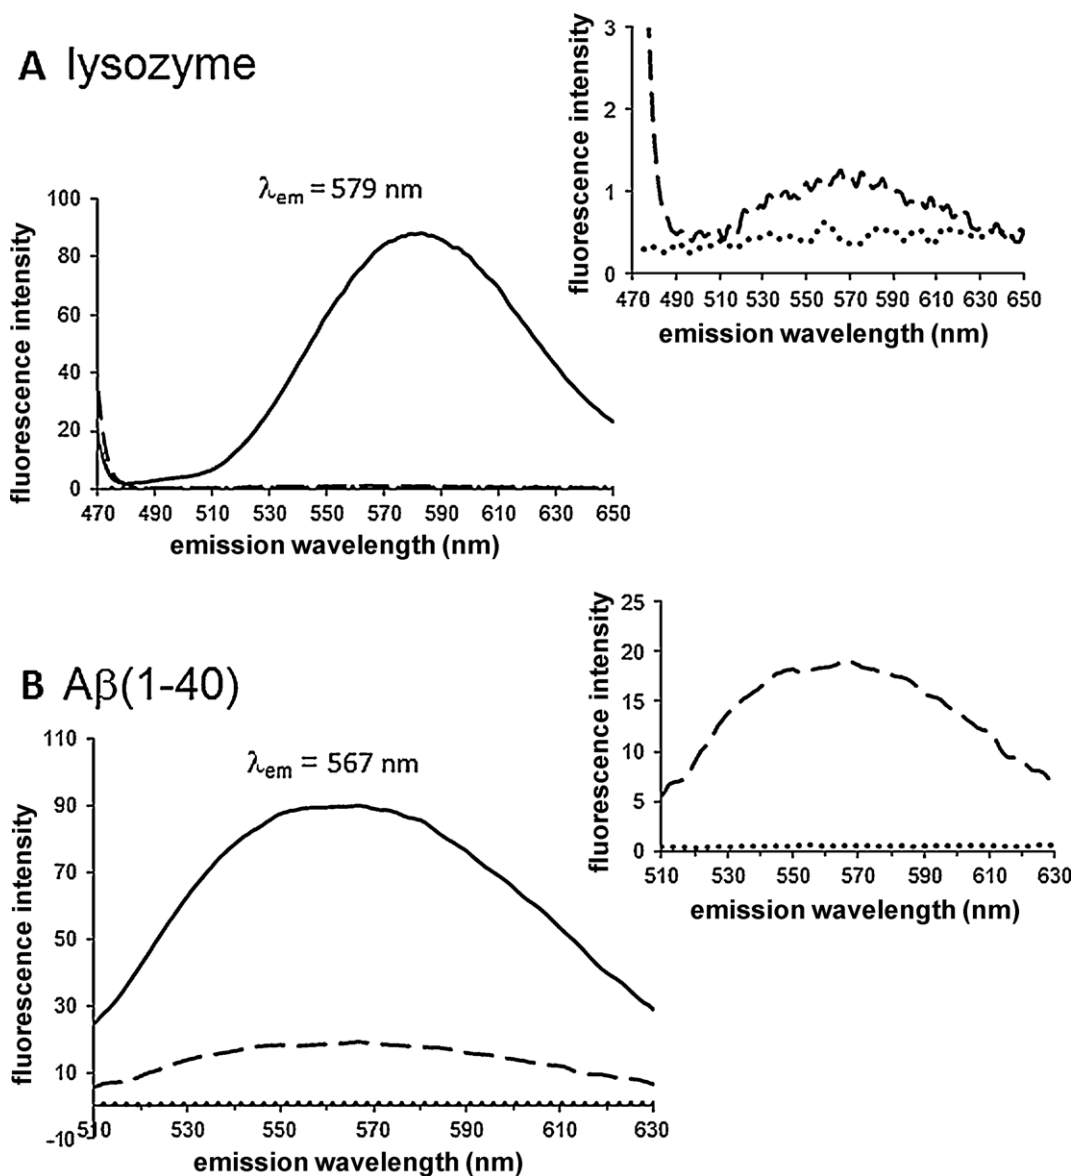 A lysozyme
λem = 579 nm
fluorescence intensity
100
80
60
40
20
0
470 490 510 530 550 570 590 610 630 650
emission wavelength (nm)
fluorescence intensity
3
2
1
0
470 490 510 530 550 570 590 610 630 650
emission wavelength (nm)
B Aβ(1-40)
λem = 567 nm
fluorescence intensity
110
90
70
50
30
10
-10
510 530 550 570 590 610 630
emission wavelength (nm)
fluorescence intensity
25
20
15
10
5
0
510 530 550 570 590 610 630
emission wavelength (nm)